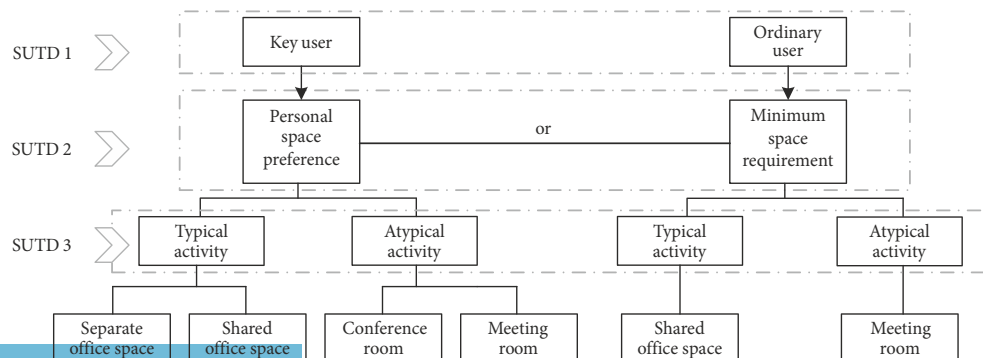 SUTD 1
Key user
Ordinary
user
SUTD 2
Personal
space
preference
or
Minimum
space
requirement
SUTD 3
Typical
activity
Atypical
activity
Typical
activity
Atypical
activity
Separate
office space
Shared
office space
Conference
room
Meeting
room
Shared
office space
Meeting
room